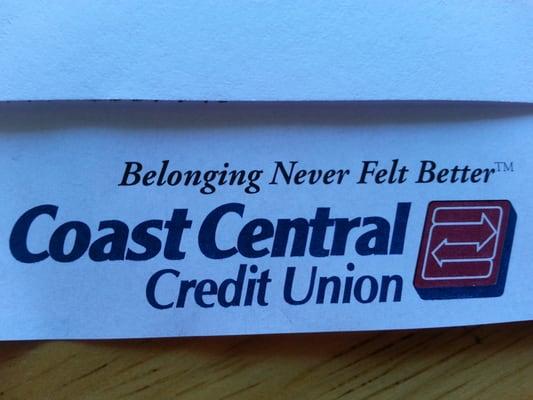 Belonging Never Felt Better™
Coast Central
Credit Union